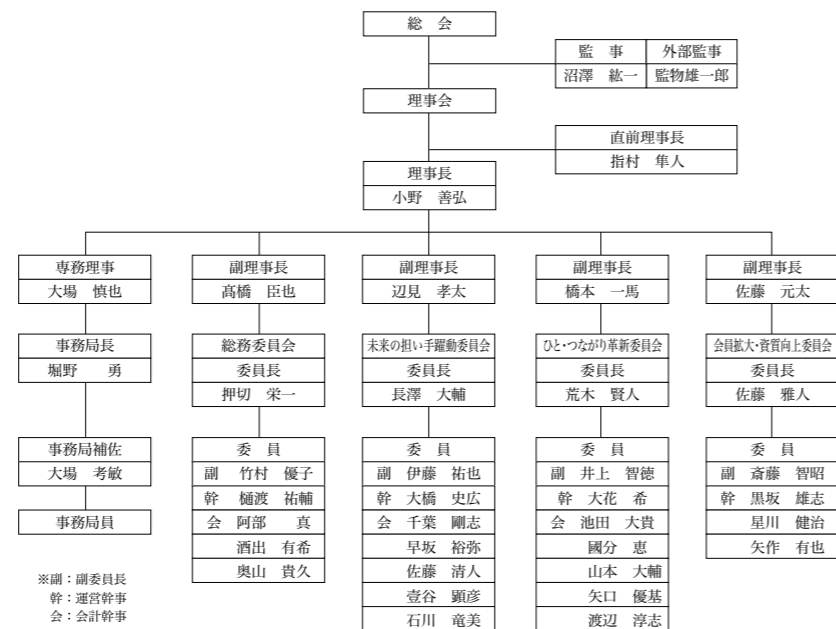 総　会
監　事　外部監事
沼澤　紘一　監物雄一郎
理事会
直前理事長
指村　隼人
理事長
小野　善弘
専務理事
大場　慎也
事務局長
堀野　　勇
事務局補佐
大場　考敏
事務局員
副理事長
髙橋　臣也
総務委員会
委員長
押切　栄一
委　員
副　竹村　優子
幹　樋渡　祐輔
会　阿部　　真
酒出　有希
奥山　貴久
副理事長
辺見　孝太
未来の担い手躍動委員会
委員長
長澤　大輔
委　員
副　伊藤　祐也
幹　大橋　史広
会　千葉　剛志
早坂　裕弥
佐藤　清人
壹谷　顕彦
石川　竜美
副理事長
橋本　一馬
ひと・つながり革新委員会
委員長
荒木　賢人
委　員
副　井上　智徳
幹　大花　希
会　池田　大貴
國分　恵
山本　大輔
矢口　優基
渡辺　淳志
副理事長
佐藤　元太
会員拡大・資質向上委員会
委員長
佐藤　雅人
委　員
副　斎藤　智昭
幹　黒坂　雄志
星川　健治
矢作　有也
※副：副委員長
幹：運営幹事
会：会計幹事